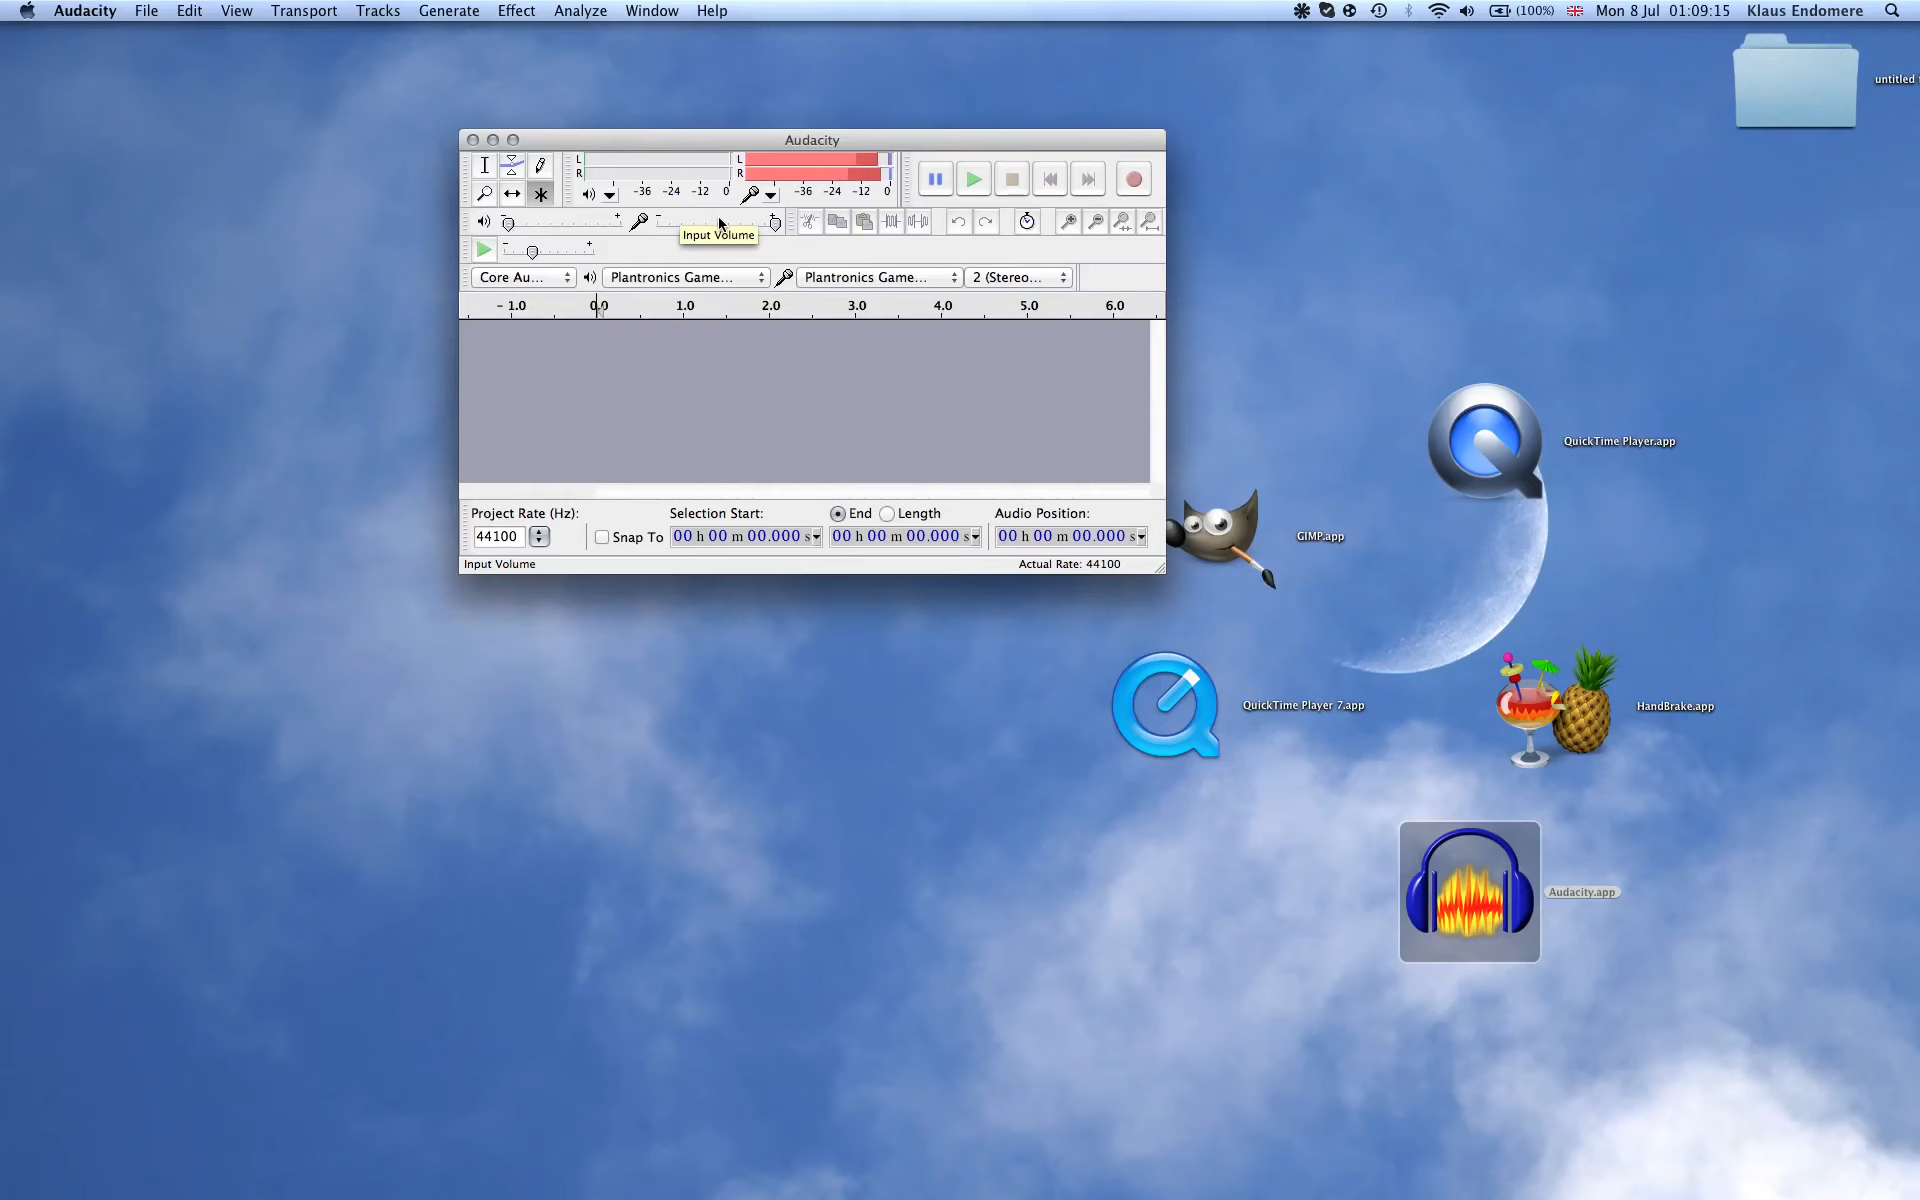 Audacity File Edit View Transport Tracks Generate Effect Analyze Window Help (100%) Mon 8 Jul 01:09:15 Klaus Endomere
untitled
Audacity
L L
R R
-36 -24 -12 0 -36 -24 -12 0
- + - +
Input Volume
- +
Core Au... Plantronics Game... Plantronics Game... 2 (Stereo...
- 1.0 0.0 1.0 2.0 3.0 4.0 5.0 6.0
QuickTime Player.app
Project Rate (Hz): Selection Start: End Length Audio Position:
44100 Snap To 00 h 00 m 00.000 s 00 h 00 m 00.000 s 00 h 00 m 00.000 s
GIMP.app
Input Volume Actual Rate: 44100
QuickTime Player 7.app
HandBrake.app
Audacity.app